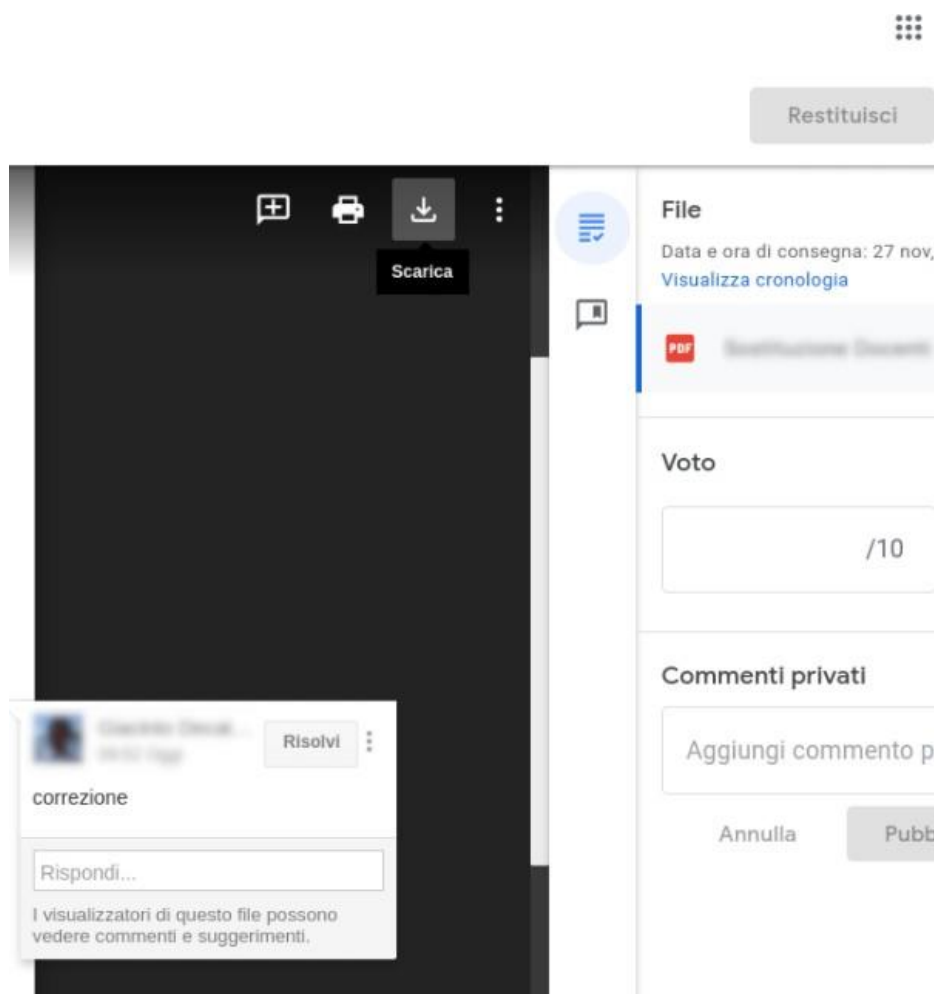 Restituisci
Scarica
File
Data e ora di consegna: 27 nov,
Visualizza cronologia
PDF
Voto
/10
Commenti privati
Aggiungi commento p
Annulla
Pubb
Risolvi
correzione
Rispondi...
I visualizzatori di questo file possono
vedere commenti e suggerimenti.